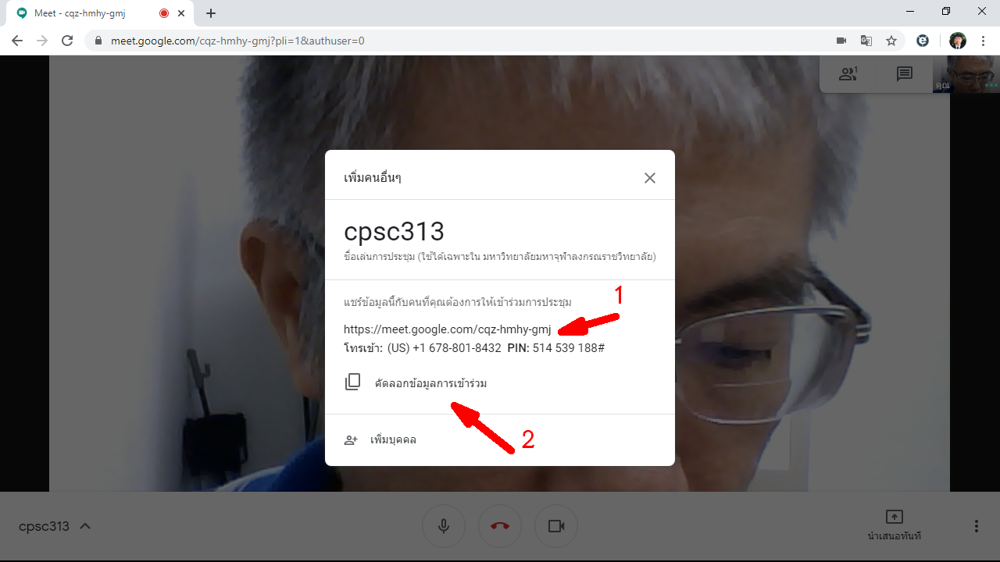 Meet - cqz-hmhy-gmj
meet.google.com/cqz-hmhy-gmj?pli=1&authuser=0
1
คุณ
เพิ่มคนอื่นๆ
cpsc313
ชื่อเล่นการประชุม (ใช้ได้เฉพาะใน มหาวิทยาลัยมหาจุฬาลงกรณราชวิทยาลัย)
แชร์ข้อมูลนี้กับคนที่คุณต้องการให้เข้าร่วมการประชุม
1
https://meet.google.com/cqz-hmhy-gmj
โทรเข้า: (US) +1 678-801-8432 PIN: 514 539 188#
คัดลอกข้อมูลการเข้าร่วม
2
เพิ่มบุคคล
cpsc313
นำเสนอทันที